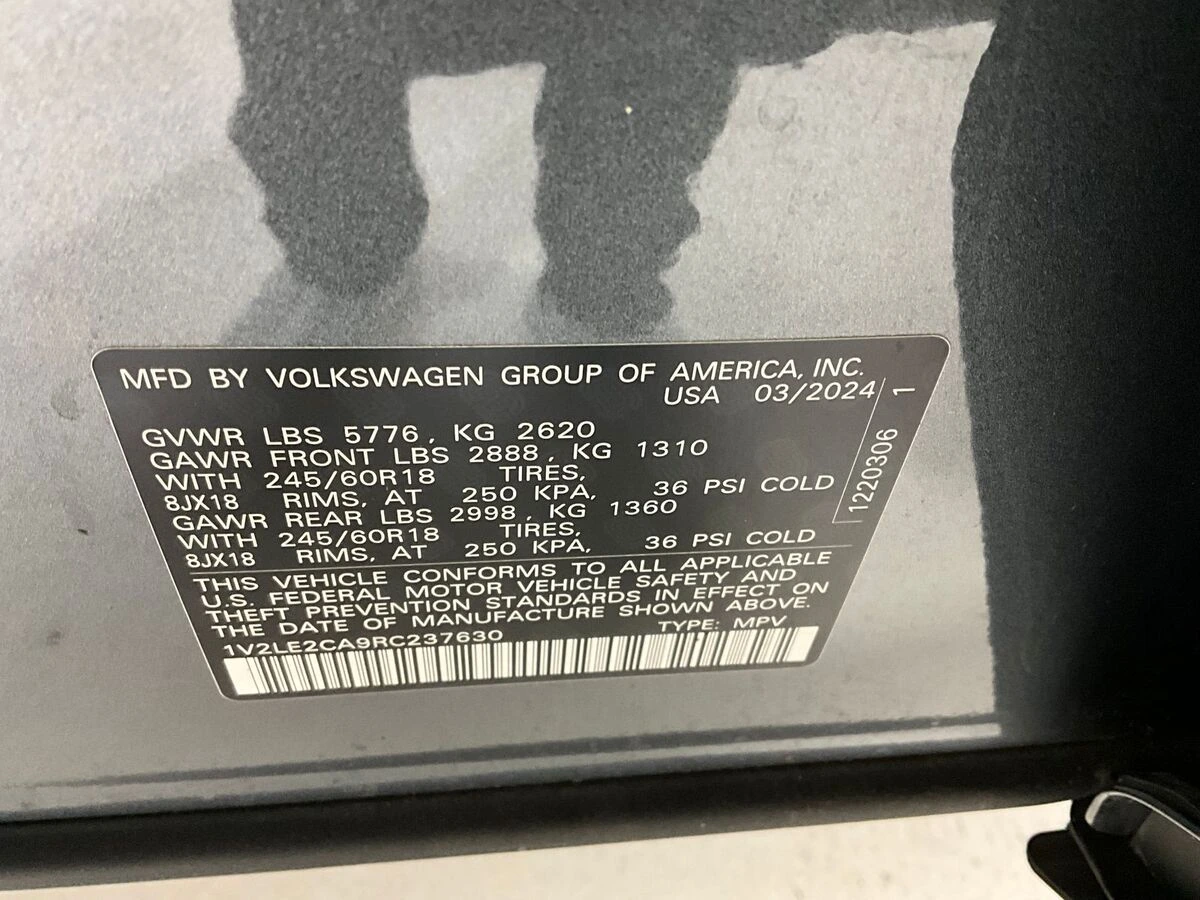 MFD BY VOLKSWAGEN GROUP OF AMERICA, INC.
USA 03/2024
GVWR LBS 5776, KG 2620
GAWR FRONT LBS 2888, KG 1310
WITH 245/60R18 TIRES,
8JX18 RIMS, AT 250 KPA, 36 PSI COLD
GAWR REAR LBS 2998, KG 1360
WITH 245/60R18 TIRES,
8JX18 RIMS, AT 250 KPA, 36 PSI COLD
THIS VEHICLE CONFORMS TO ALL APPLICABLE
U.S. FEDERAL MOTOR VEHICLE SAFETY AND
THEFT PREVENTION STANDARDS IN EFFECT ON
THE DATE OF MANUFACTURE SHOWN ABOVE.
1V2LE2CA9RC237630 TYPE: MPV
1220306 1